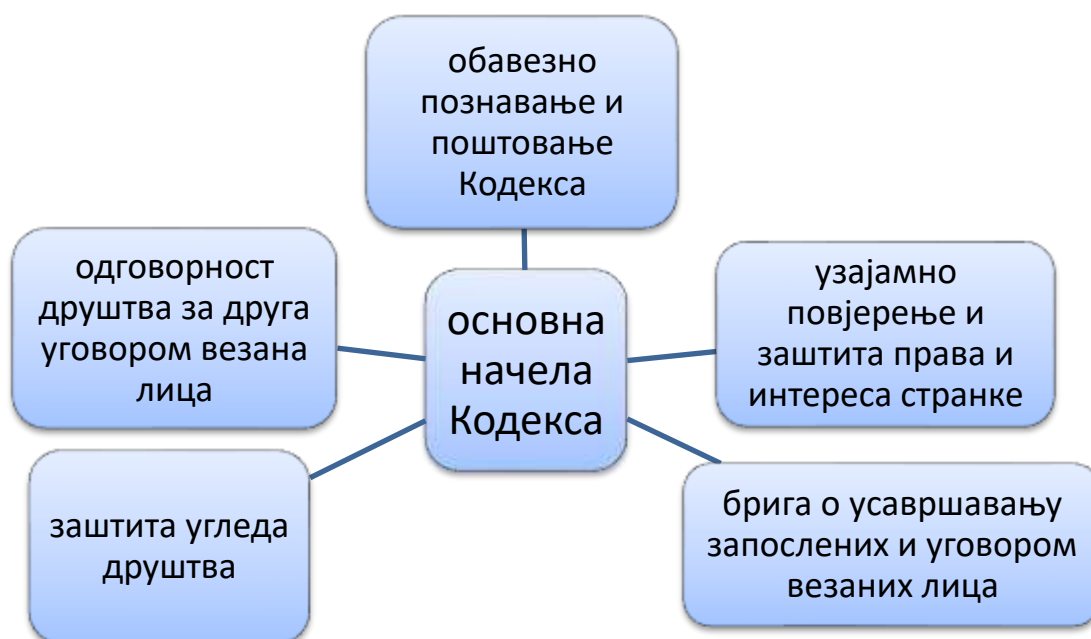 обавезно
познавање и
поштовање
Кодекса
одговорност
друштва за друга
уговором везана
лица
основна
начела
Кодекса
узајамно
повјерење и
заштита права и
интереса странке
заштита угледа
друштва
брига о усавршавању
запослених и уговором
везаних лица